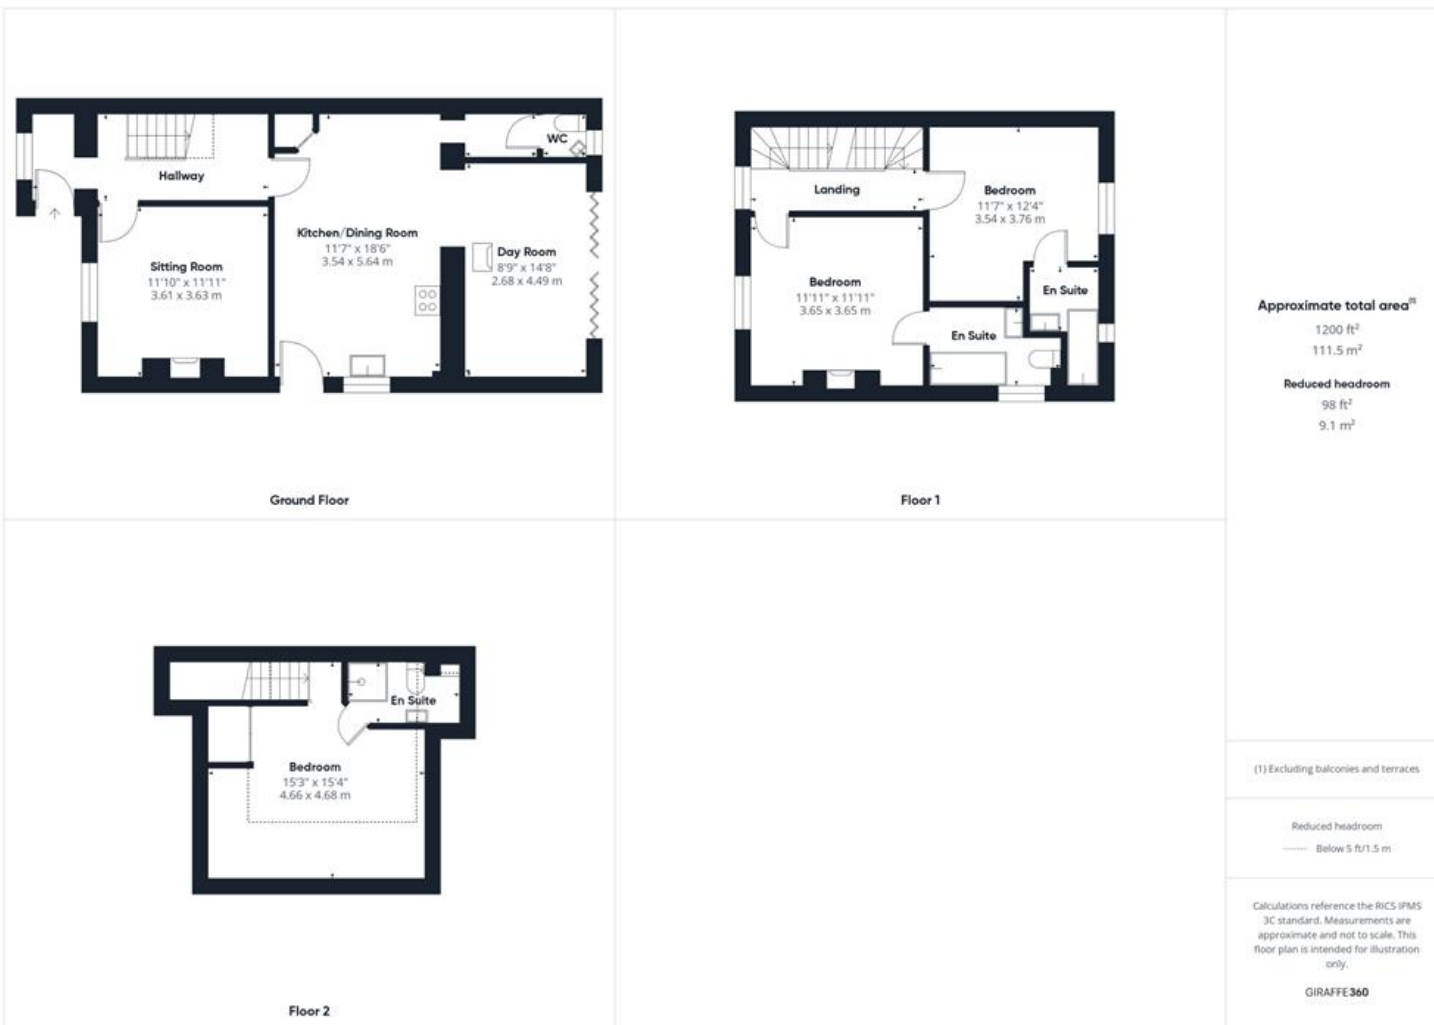 WC
Hallway
Kitchen/Dining Room
11'7" x 18'6"
3.54 x 5.64 m
Sitting Room
11'10" x 11'11"
3.61 x 3.63 m
Day Room
8'9" x 14'8"
2.68 x 4.49 m
Ground Floor
Landing
Bedroom
11'7" x 12'4"
3.54 x 3.76 m
Bedroom
11'11" x 11'11"
3.65 x 3.65 m
En Suite
En Suite
Floor 1
En Suite
Bedroom
15'3" x 15'4"
4.66 x 4.68 m
Floor 2
Approximate total area(1)
1200 ft²
111.5 m²
Reduced headroom
98 ft²
9.1 m²
(1) Excluding balconies and terraces
Reduced headroom
Below 5 ft/1.5 m
Calculations reference the RICS IPMS
3C standard. Measurements are
approximate and not to scale. This
floor plan is intended for illustration
only.
GIRAFFE360